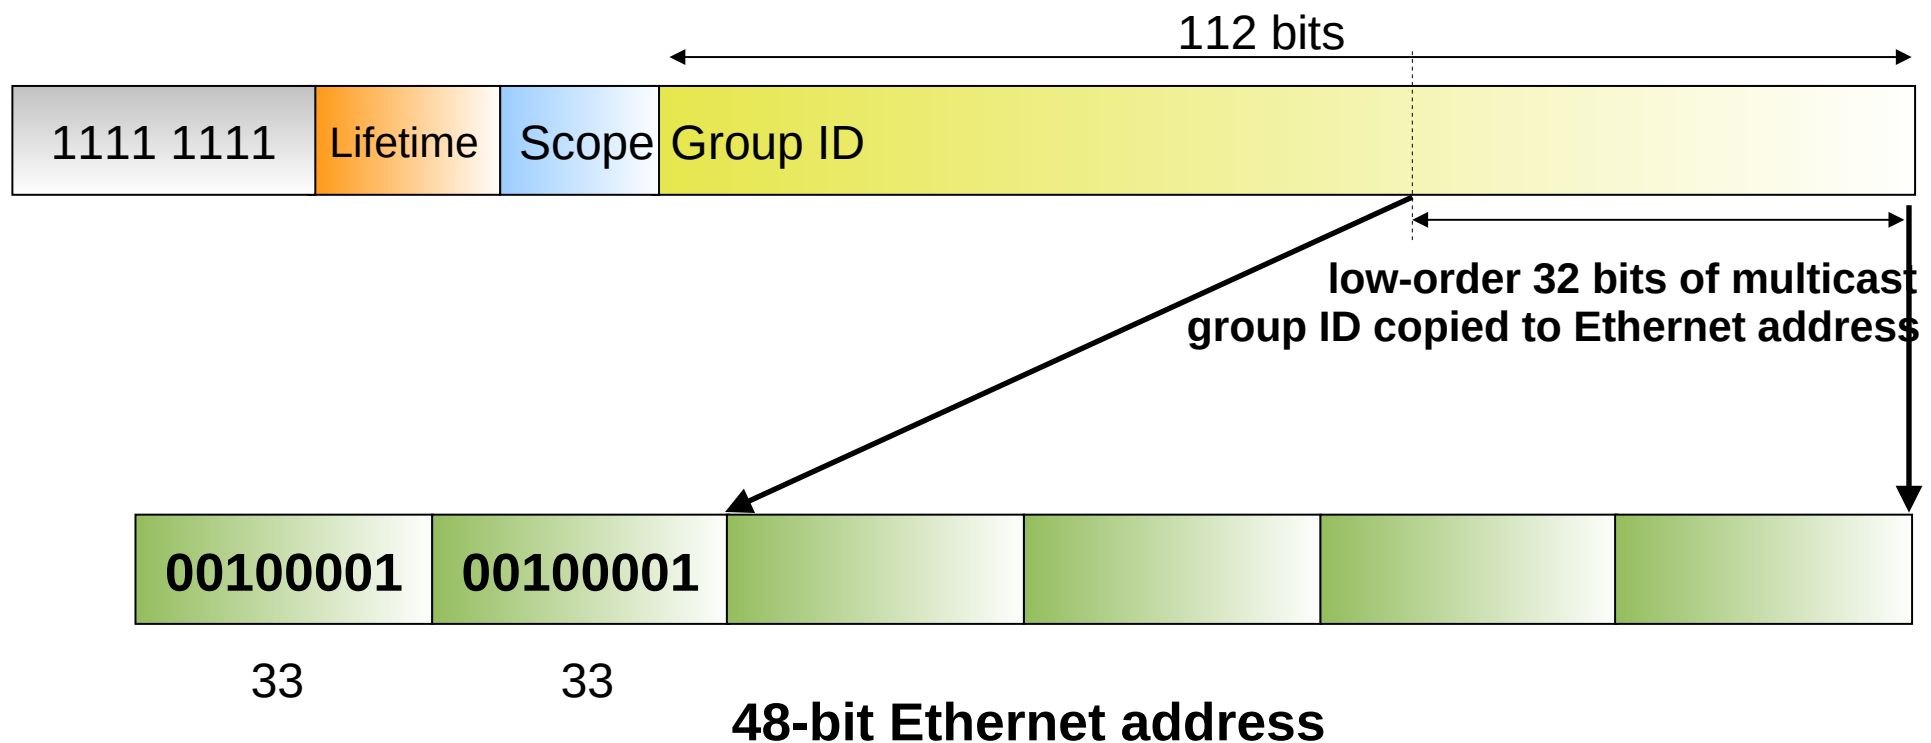 112 bits
1111 1111 Lifetime Scope Group ID
low-order 32 bits of multicast
group ID copied to Ethernet address
00100001 00100001
33 33
48-bit Ethernet address